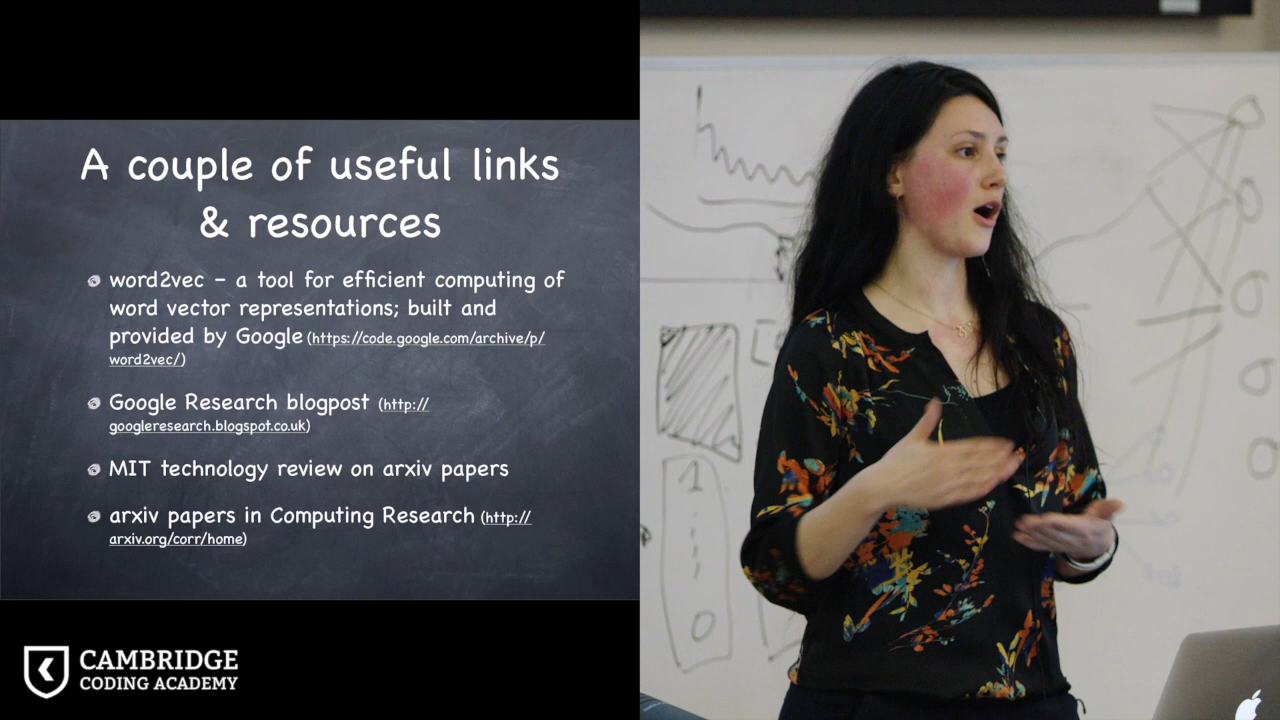 A couple of useful links
& resources
word2vec – a tool for efficient computing of
word vector representations; built and
provided by Google (https://code.google.com/archive/p/
word2vec/)
Google Research blogpost (http://
googleresearch.blogspot.co.uk)
MIT technology review on arxiv papers
arxiv papers in Computing Research (http://
arxiv.org/corr/home)
CAMBRIDGE
CODING ACADEMY
1
0